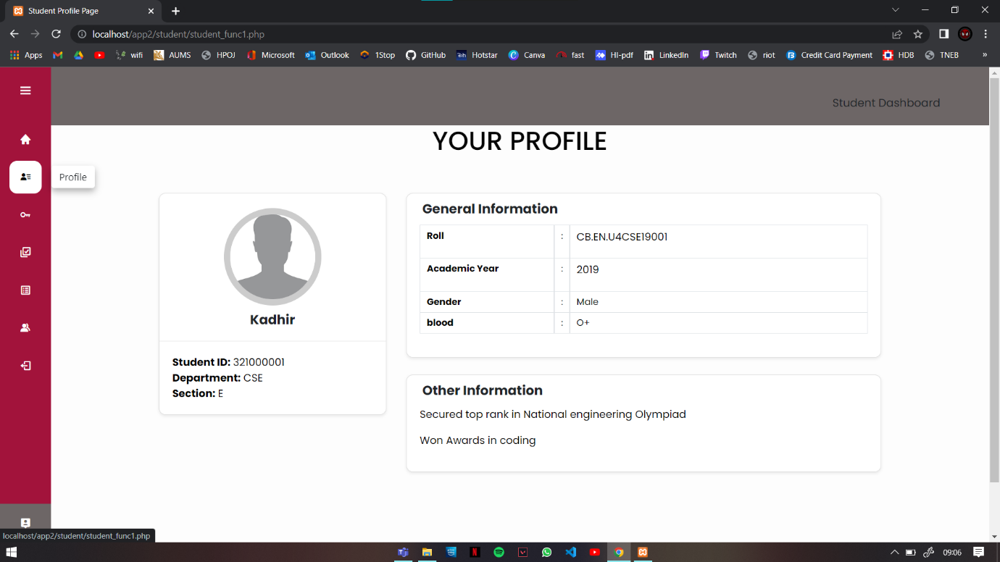 Student Profile Page
localhost/app2/student/student_func1.php
Apps wifi AUMS HPOJ Microsoft Outlook 1Stop GitHub Hotstar Canva fast HI-pdf LinkedIn Twitch riot Credit Card Payment HDB TNEB »
Student Dashboard
YOUR PROFILE
Profile
Kadhir
Student ID: 321000001
Department: CSE
Section: E
General Information
Roll : CB.EN.U4CSE19001
Academic Year : 2019
Gender : Male
blood : O+
Other Information
Secured top rank in National engineering Olympiad
Won Awards in coding
localhost/app2/student/student_func1.php
09:06